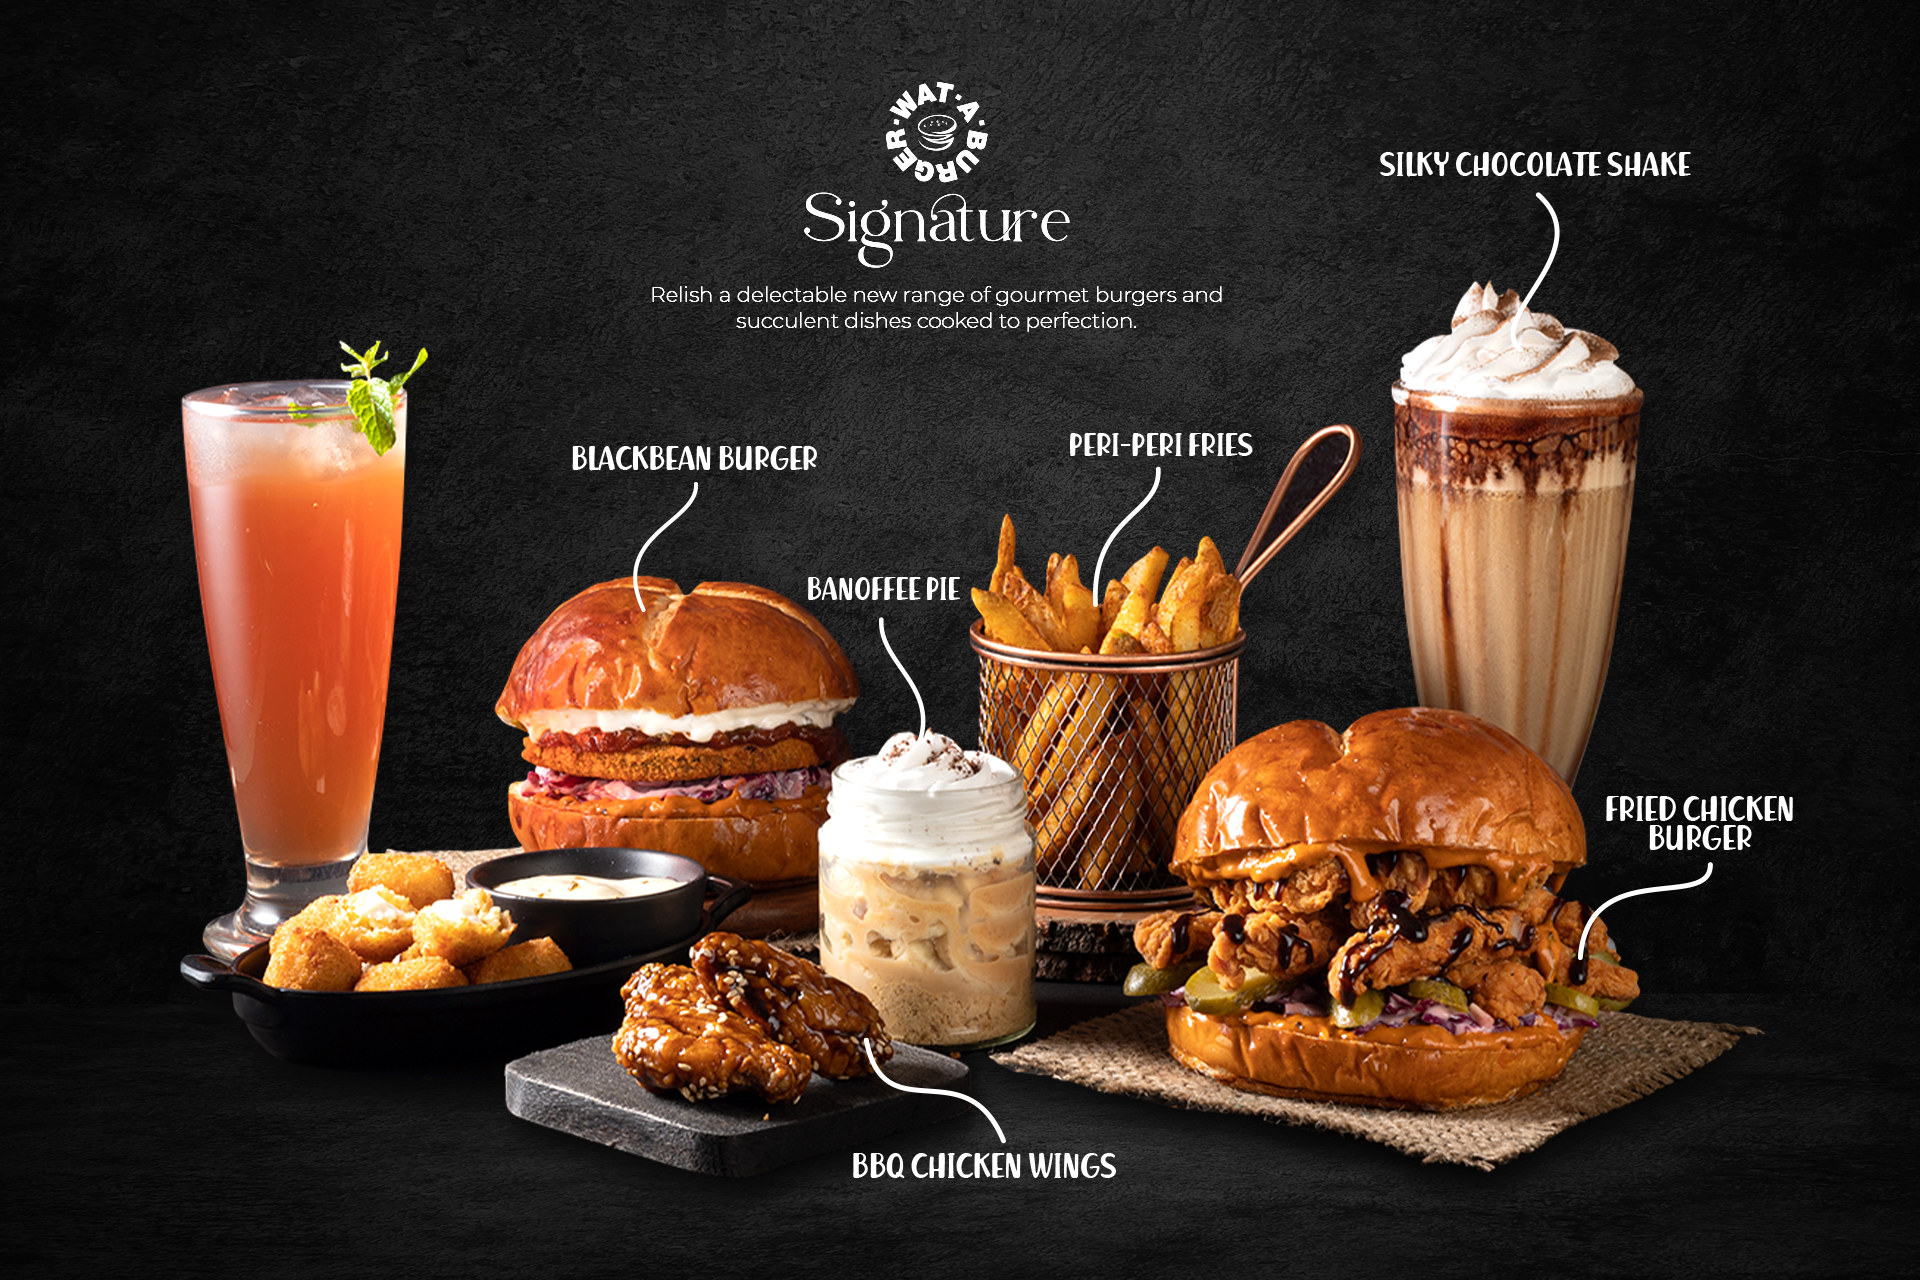 WAT·A·BURGER
Signature
Relish a delectable new range of gourmet burgers and
succulent dishes cooked to perfection.
SILKY CHOCOLATE SHAKE
BLACKBEAN BURGER
PERI-PERI FRIES
BANOFFEE PIE
FRIED CHICKEN
BURGER
BBQ CHICKEN WINGS